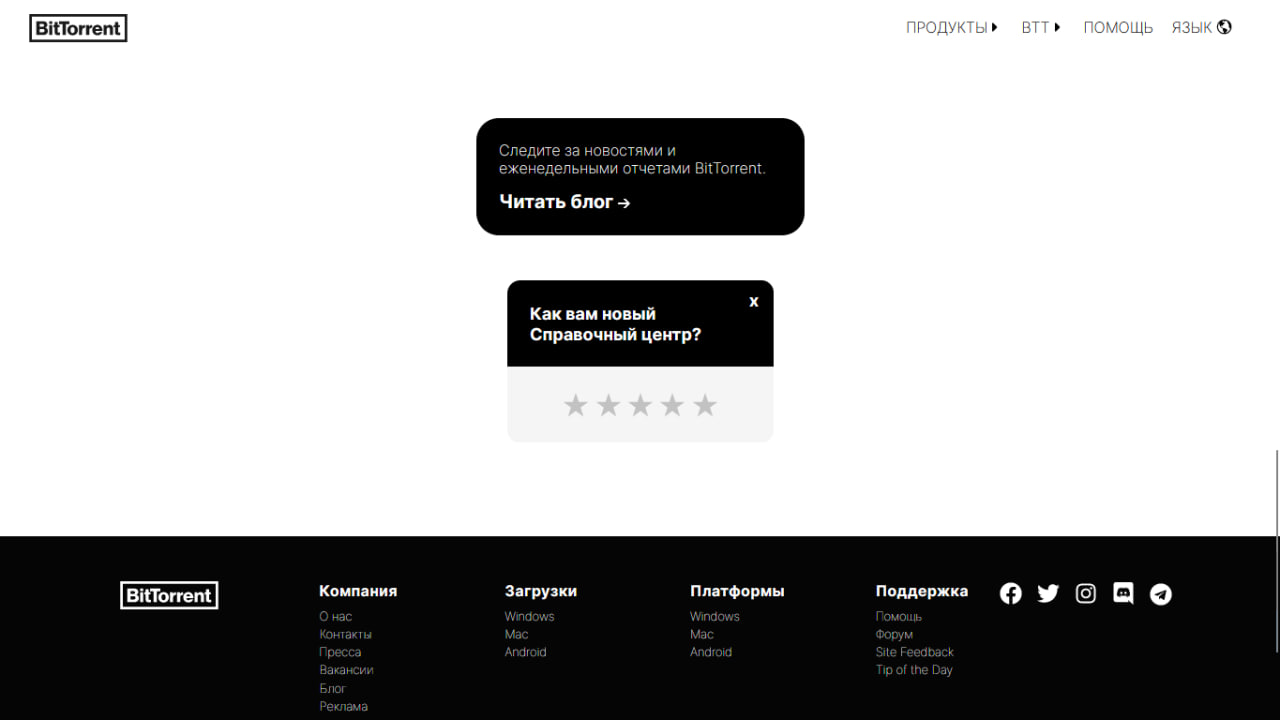 BitTorrent
ПРОДУКТЫ
BTT
ПОМОЩЬ
ЯЗЫК
Следите за новостями и
еженедельными отчетами BitTorrent.
Читать блог →
x
Как вам новый
Справочный центр?
BitTorrent
Компания
О нас
Контакты
Пресса
Вакансии
Блог
Реклама
Загрузки
Windows
Mac
Android
Платформы
Windows
Mac
Android
Поддержка
Помощь
Форум
Site Feedback
Tip of the Day